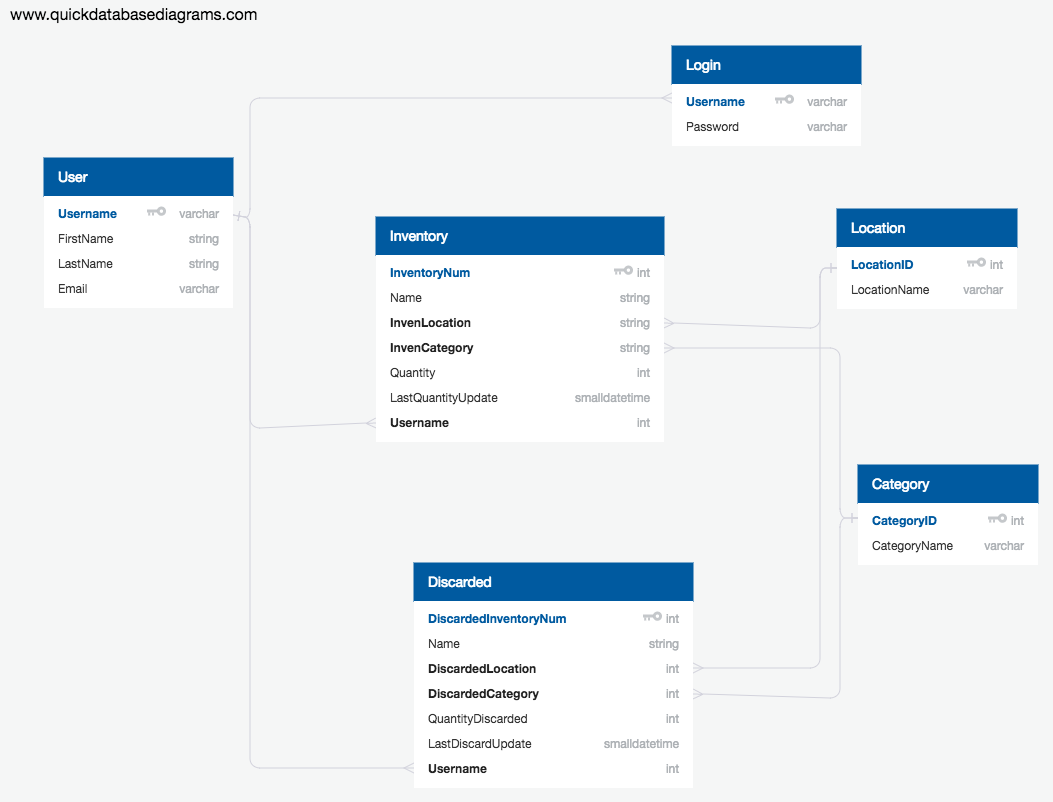 www.quickdatabasediagrams.com
Login
Username varchar
Password varchar
User
Username varchar
FirstName string
LastName string
Email varchar
Inventory
InventoryNum int
Name string
InvenLocation string
InvenCategory string
Quantity int
LastQuantityUpdate smalldatetime
Username int
Location
LocationID int
LocationName varchar
Category
CategoryID int
CategoryName varchar
Discarded
DiscardedInventoryNum int
Name string
DiscardedLocation int
DiscardedCategory int
QuantityDiscarded int
LastDiscardUpdate smalldatetime
Username int